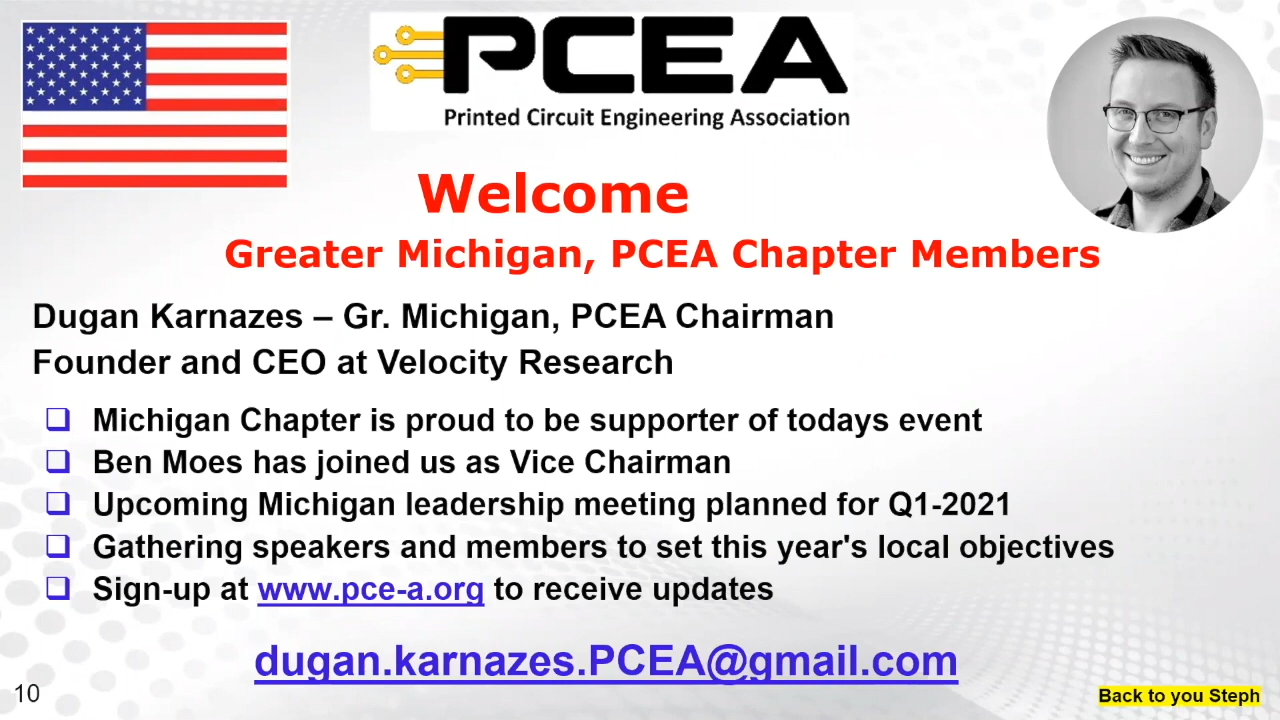 PCEA
Printed Circuit Engineering Association
Welcome
Greater Michigan, PCEA Chapter Members
Dugan Karnazes – Gr. Michigan, PCEA Chairman
Founder and CEO at Velocity Research
Michigan Chapter is proud to be supporter of todays event
Ben Moes has joined us as Vice Chairman
Upcoming Michigan leadership meeting planned for Q1-2021
Gathering speakers and members to set this year's local objectives
Sign-up at www.pce-a.org to receive updates
dugan.karnazes.PCEA@gmail.com
10
Back to you Steph